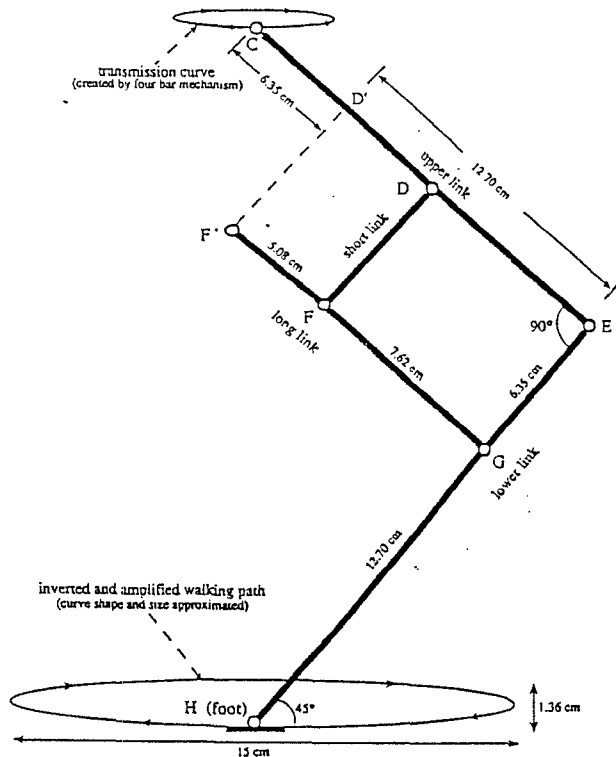 C
transmission curve
(created by four bar mechanism)
6.35 cm
D'
12.70 cm
upper link
D
short link
F'
5.08 cm
F
long link
E
90°
7.62 cm
6.35 cm
G
lower link
12.70 cm
inverted and amplified walking path
(curve shape and size approximated)
H (foot)
45°
1.36 cm
15 cm